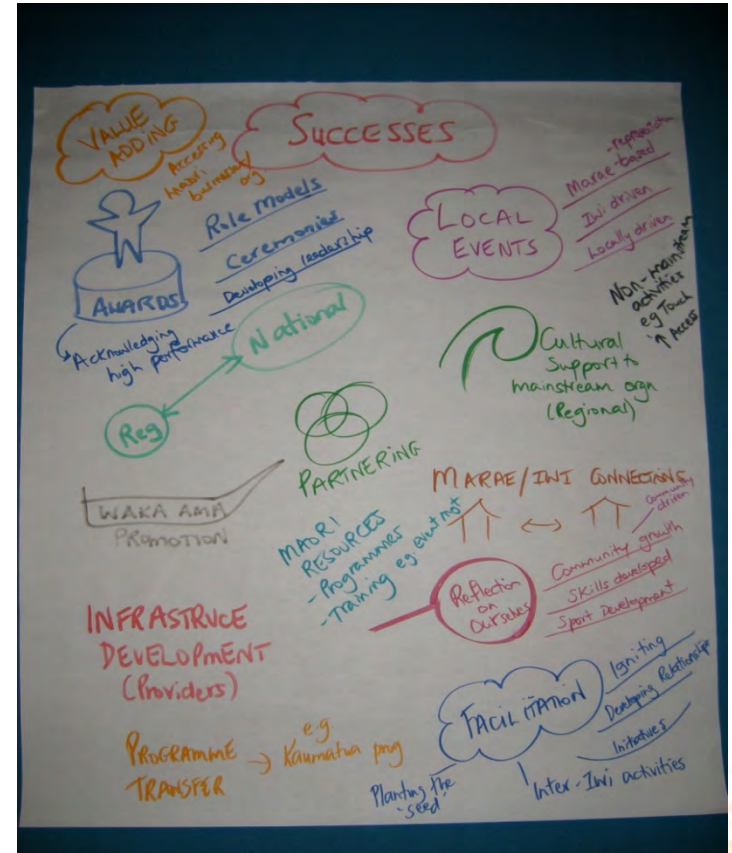 VALUE
ADDING
Accessing
Maori
business/
org
SUCCESSES
AWARDS
Role Models
Ceremonies
Developing leadership
Acknowledging
high performance
LOCAL
EVENTS
Marae-based
Iwi driven
Locally driven
Non-mainstream
activities
eg Touch
↑ Access
National
Reg
Cultural
Support to
mainstream orgn
(Regional)
PARTNERING
WAKA AMA
PROMOTION
MAORI
RESOURCES
- Programmes
- Training eg: event mgt
MARAE/IWI CONNECTIONS
Reflection
on
Ourselves
Community growth
community
driven
Skills developed
Sport Development
INFRASTRUCE
DEVELOPMENT
(Providers)
PROGRAMME
TRANSFER
→ e.g.
Kaumatua prog
FACILITATION
Igniting
Developing Relationships
Initiatives
Inter-Iwi activities
Planting the
"seed"